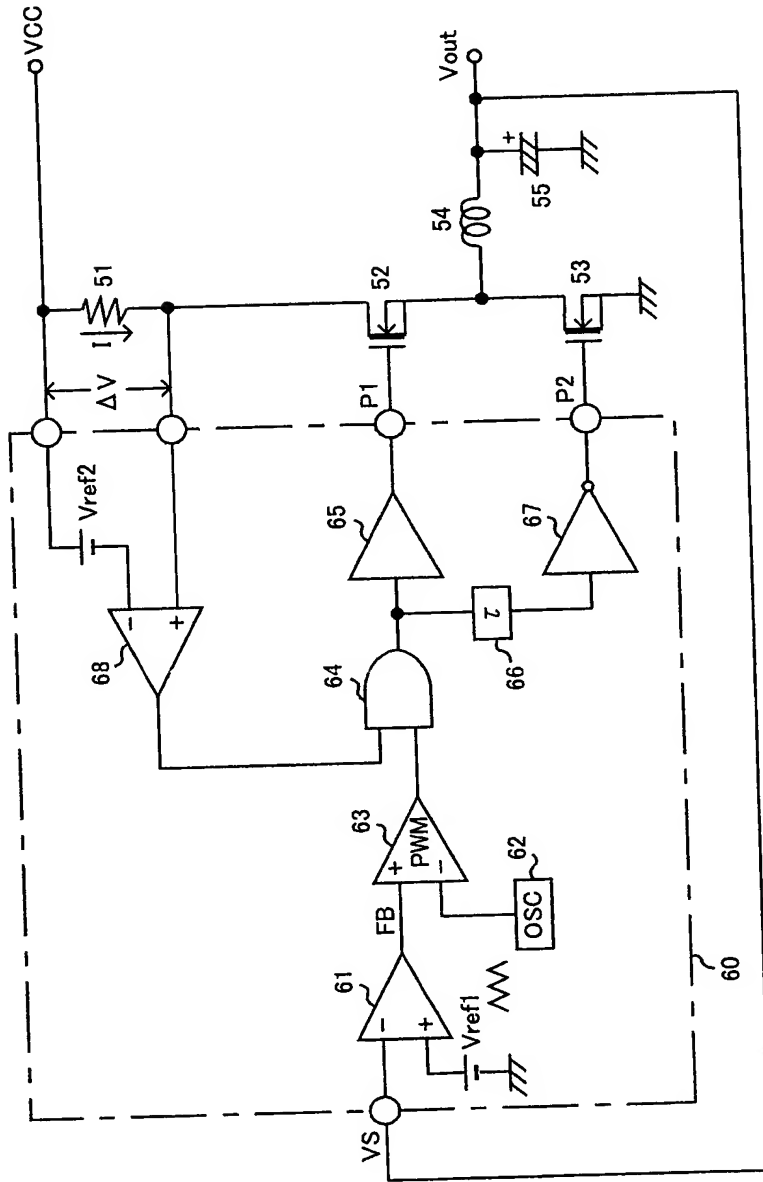 VCC
51
I
ΔV
Vref2
68
−
+
Vout
+
54
55
52
P1
65
64
63
PWM
+
−
FB
61
−
+
VS
Vref1
62
OSC
τ
66
67
P2
53
60